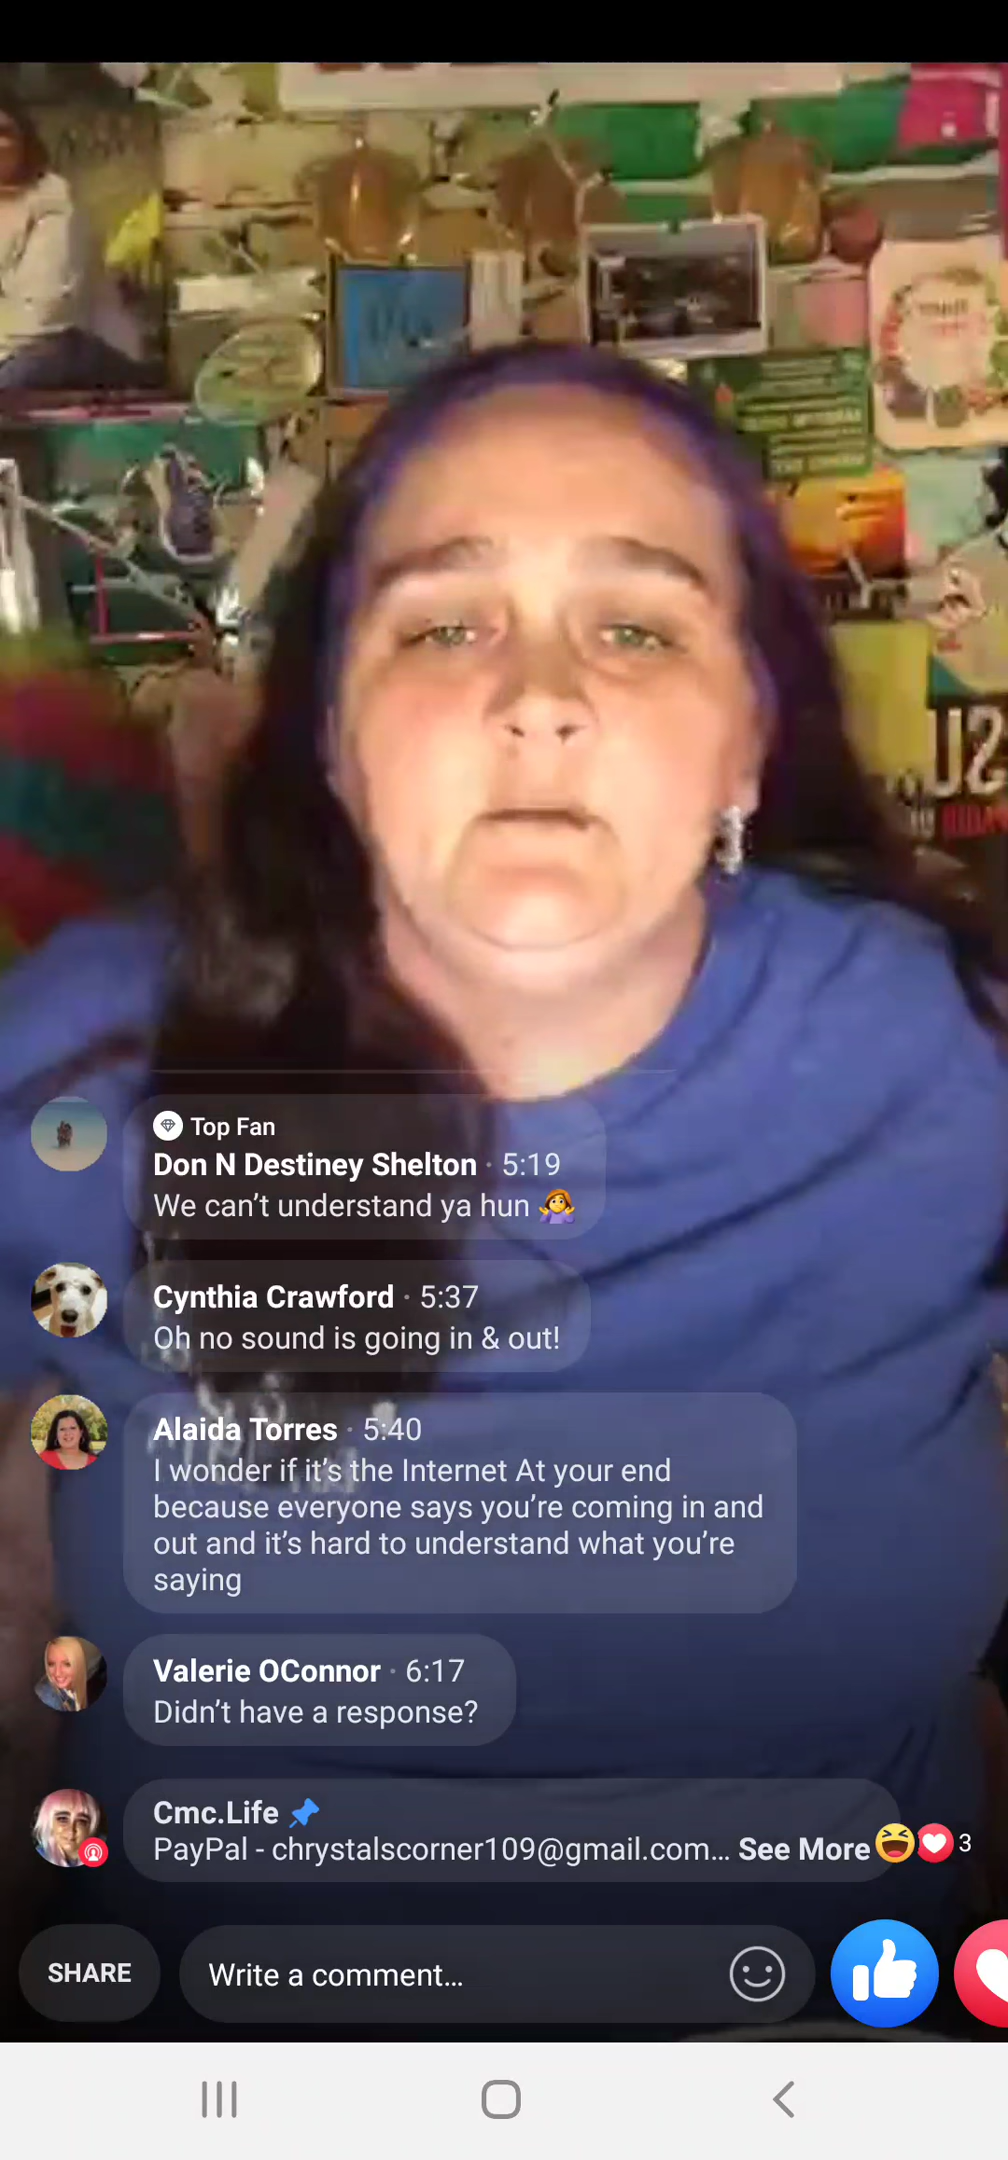 Top Fan
Don N Destiney Shelton · 5:19
We can't understand ya hun 🤷‍♀️
Cynthia Crawford · 5:37
Oh no sound is going in & out!
Alaida Torres · 5:40
I wonder if it's the Internet At your end
because everyone says you're coming in and
out and it's hard to understand what you're
saying
Valerie OConnor · 6:17
Didn't have a response?
Cmc.Life 📌
PayPal - chrystalscorner109@gmail.com... See More 3
SHARE
Write a comment...